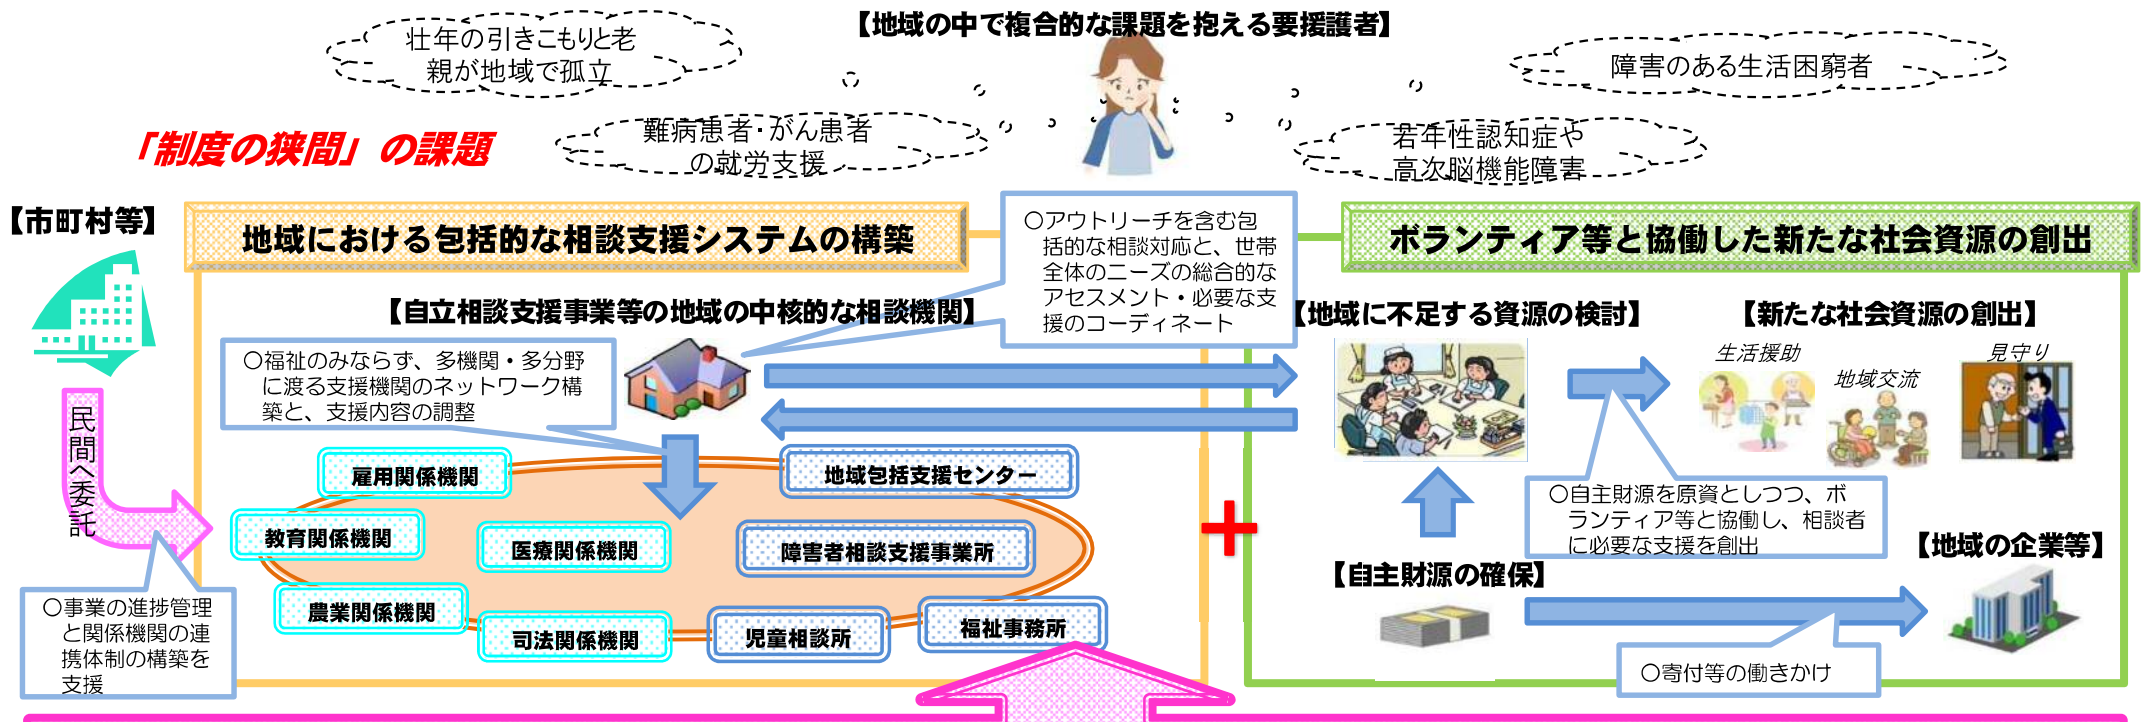 【地域の中で複合的な課題を抱える要援護者】
壮年の引きこもりと老
親が地域で孤立
障害のある生活困窮者
難病患者・がん患者
の就労支援
若年性認知症や
高次脳機能障害
「制度の狭間」の課題
【市町村等】
地域における包括的な相談支援システムの構築
○アウトリーチを含む包
括的な相談対応と、世帯
全体のニーズの総合的な
アセスメント・必要な支
援のコーディネート
ボランティア等と協働した新たな社会資源の創出
【自立相談支援事業等の地域の中核的な相談機関】
○福祉のみならず、多機関・多分野
に渡る支援機関のネットワーク構
築と、支援内容の調整
【地域に不足する資源の検討】
【新たな社会資源の創出】
生活援助
地域交流
見守り
民間へ委託
雇用関係機関
地域包括支援センター
教育関係機関
医療関係機関
障害者相談支援事業所
農業関係機関
司法関係機関
児童相談所
福祉事務所
○事業の進捗管理
と関係機関の連
携体制の構築を
支援
○自主財源を原資としつつ、ボ
ランティア等と協働し、相談者
に必要な支援を創出
【自主財源の確保】
【地域の企業等】
○寄付等の働きかけ